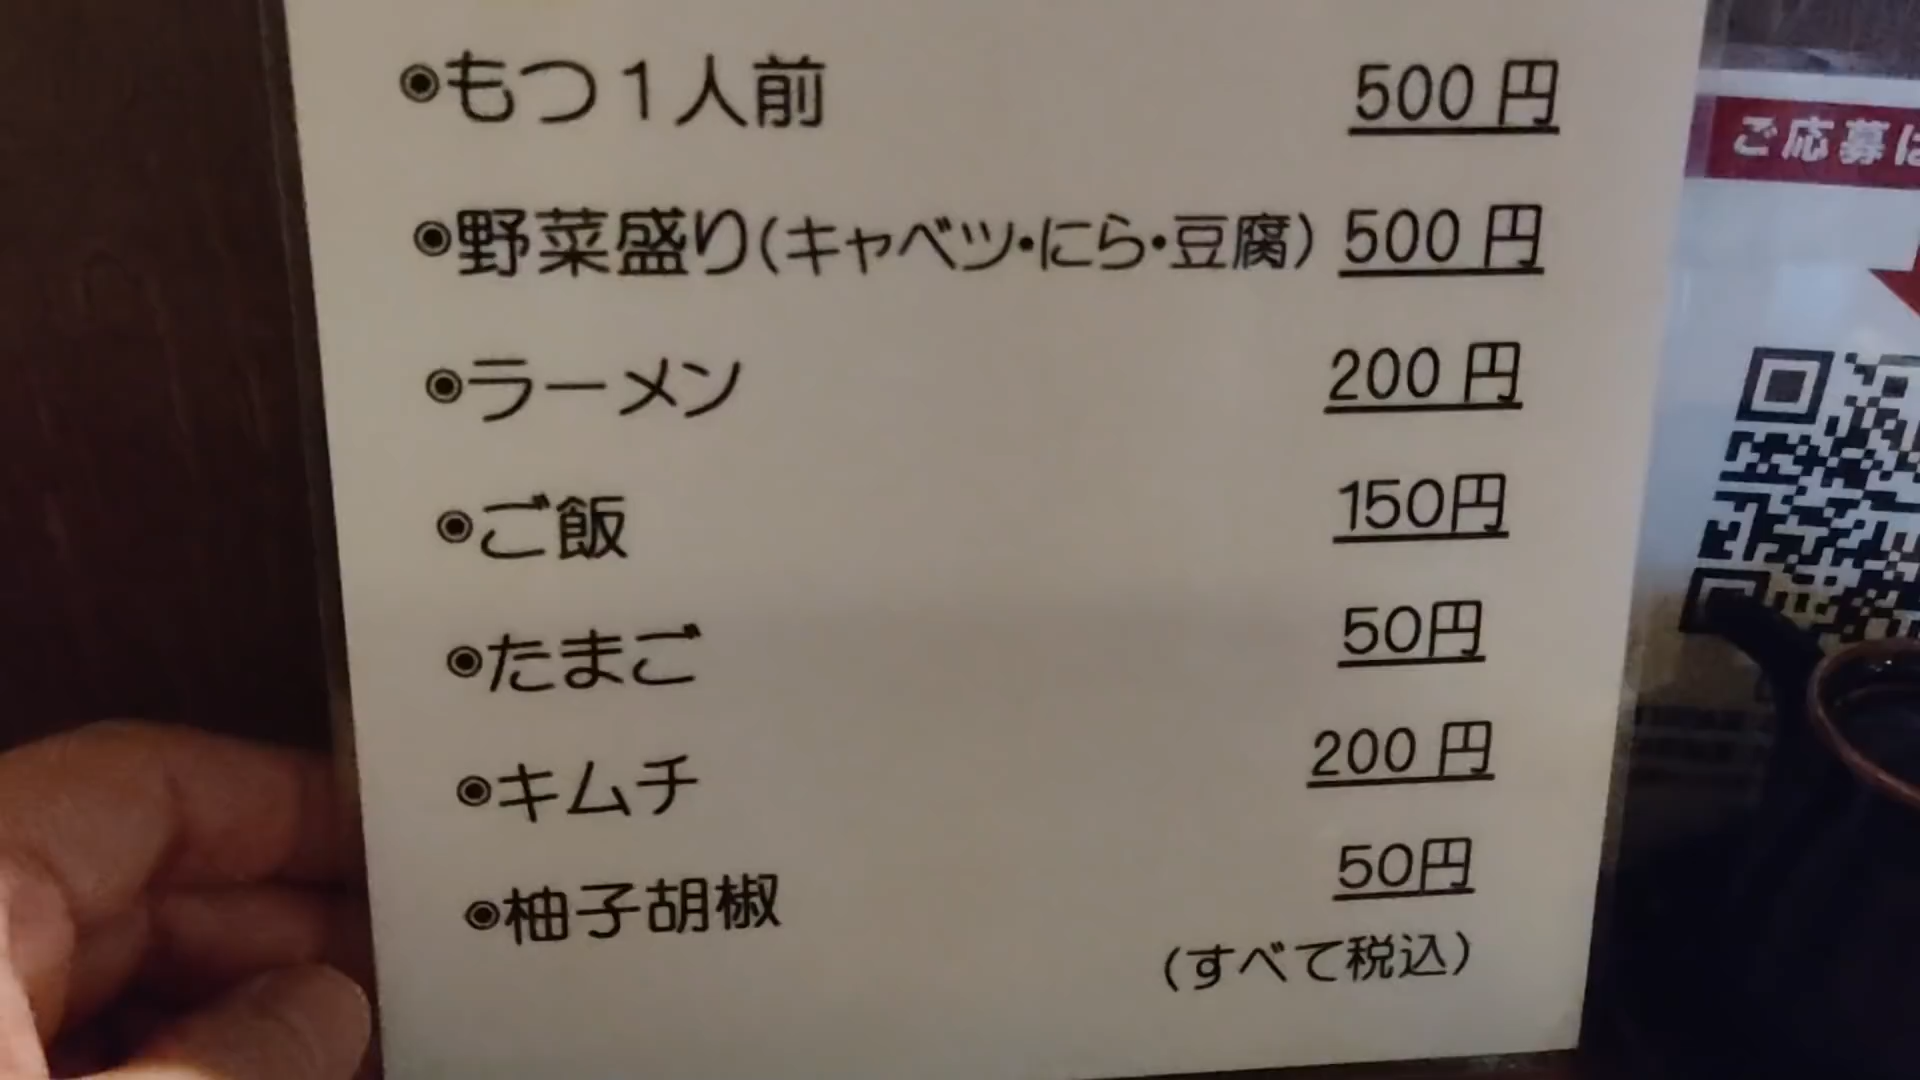 ◉もつ1人前 500円
◉野菜盛り(キャベツ・にら・豆腐) 500円
◉ラーメン 200円
◉ご飯 150円
◉たまご 50円
◉キムチ 200円
◉柚子胡椒 50円
(すべて税込)
ご応募は